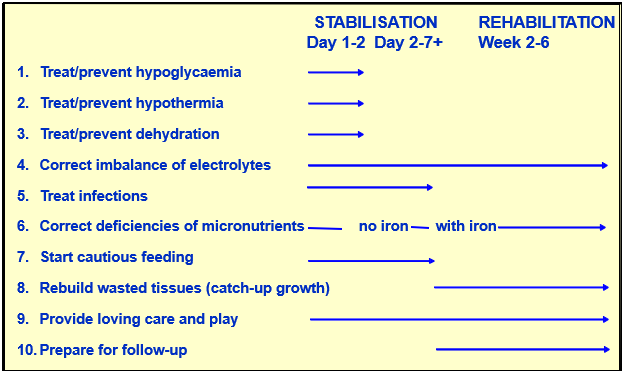 STABILISATION REHABILITATION
Day 1-2 Day 2-7+ Week 2-6
1. Treat/prevent hypoglycaemia
2. Treat/prevent hypothermia
3. Treat/prevent dehydration
4. Correct imbalance of electrolytes
5. Treat infections
6. Correct deficiencies of micronutrients no iron with iron
7. Start cautious feeding
8. Rebuild wasted tissues (catch-up growth)
9. Provide loving care and play
10. Prepare for follow-up